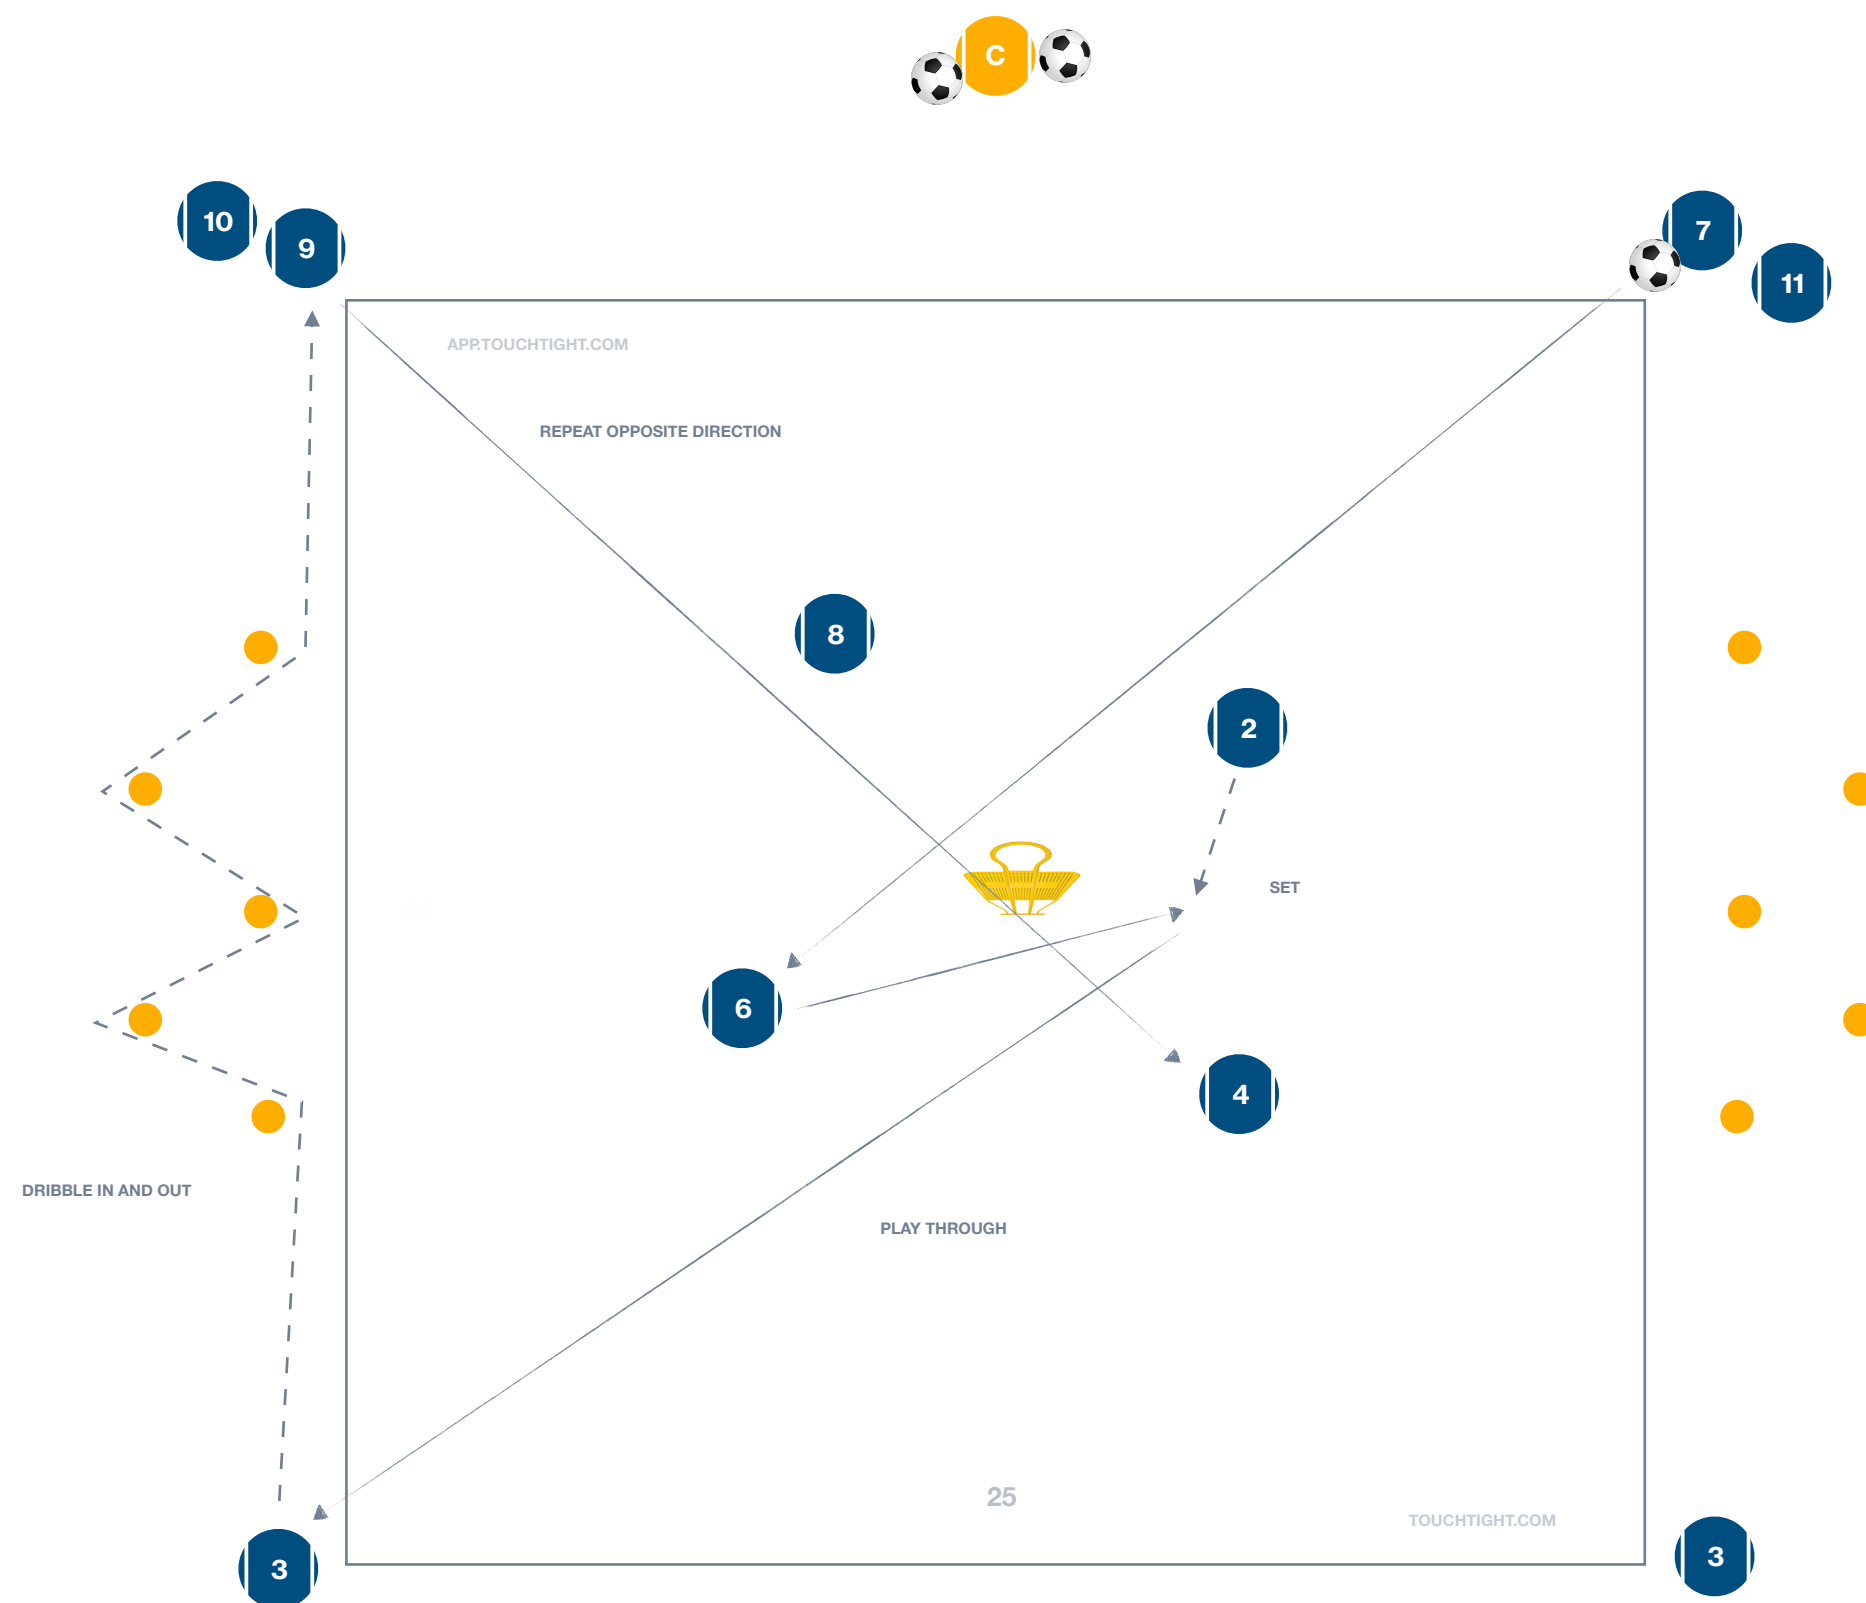 C
10
9
7
11
APP.TOUCHTIGHT.COM
REPEAT OPPOSITE DIRECTION
8
2
SET
6
4
DRIBBLE IN AND OUT
PLAY THROUGH
25
TOUCHTIGHT.COM
3
3